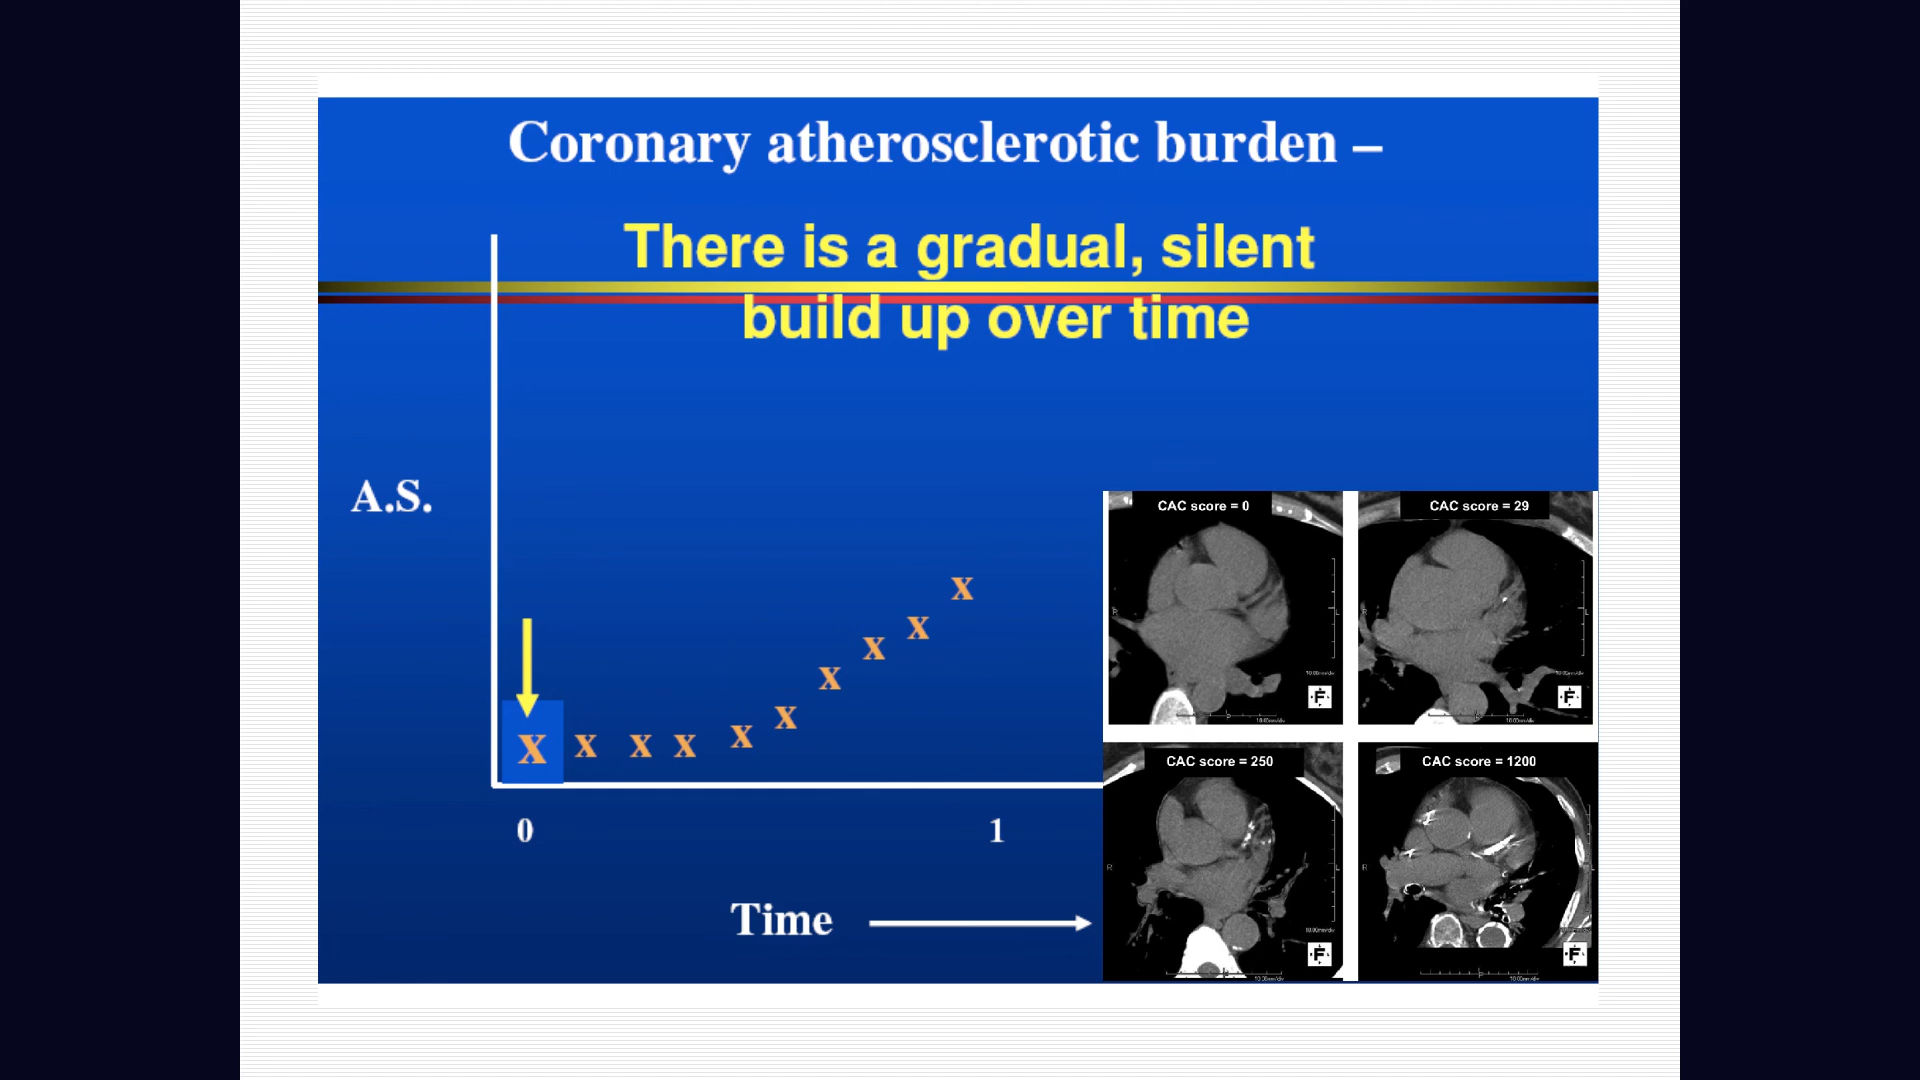 Coronary atherosclerotic burden –
There is a gradual, silent
build up over time
A.S.
x x x x x x x x x x
0 1
Time
CAC score = 0
CAC score = 29
CAC score = 250
CAC score = 1200
F
F
F
F